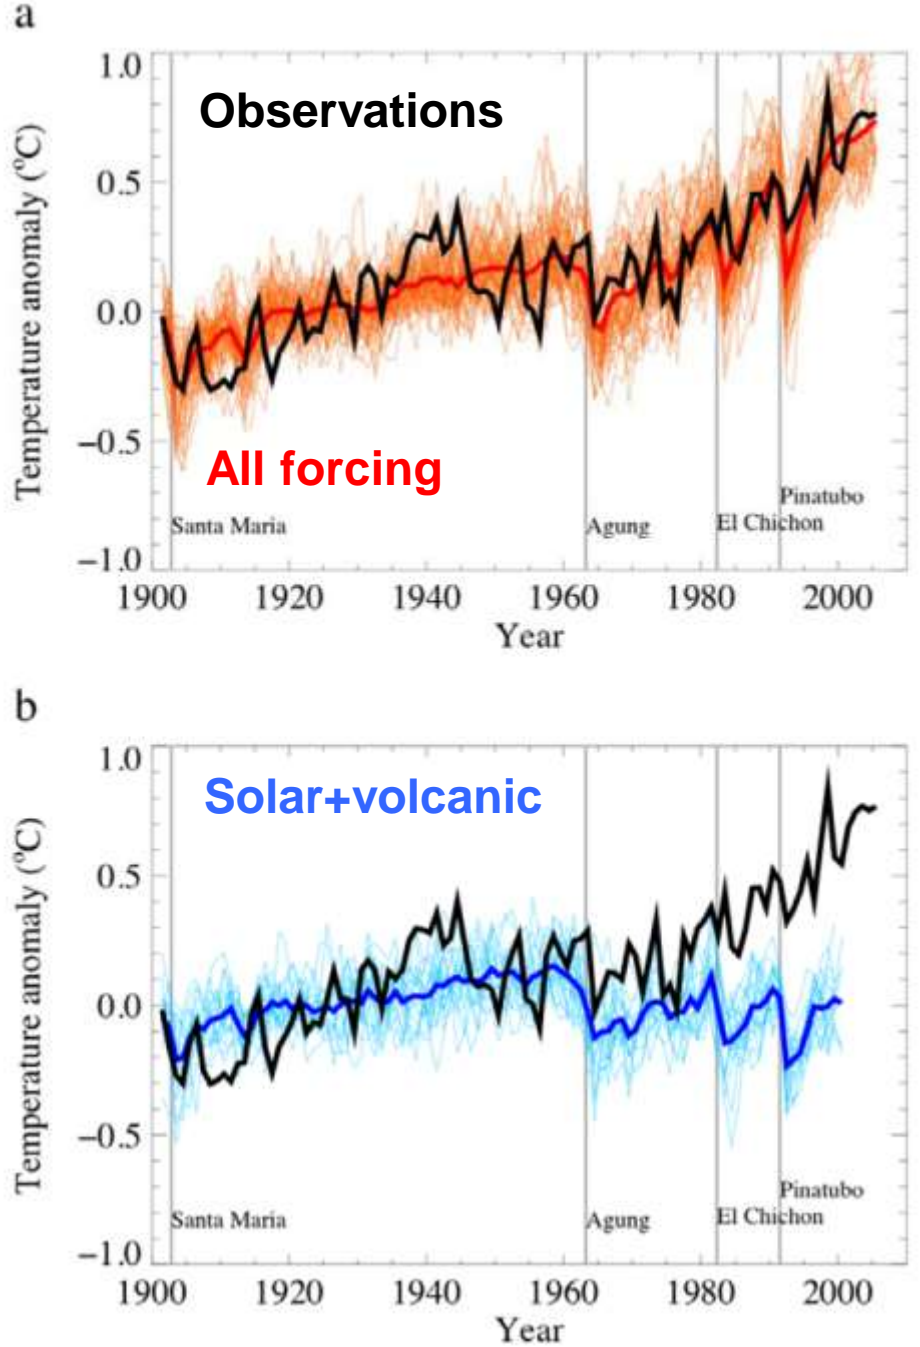 a
1.0
Observations
0.5
Temperature anomaly (°C)
0.0
−0.5
All forcing
Pinatubo
Santa Maria
Agung
El Chichon
−1.0
1900 1920 1940 1960 1980 2000
Year
b
1.0
Solar+volcanic
0.5
Temperature anomaly (°C)
0.0
−0.5
Pinatubo
Santa Maria
Agung
El Chichon
−1.0
1900 1920 1940 1960 1980 2000
Year